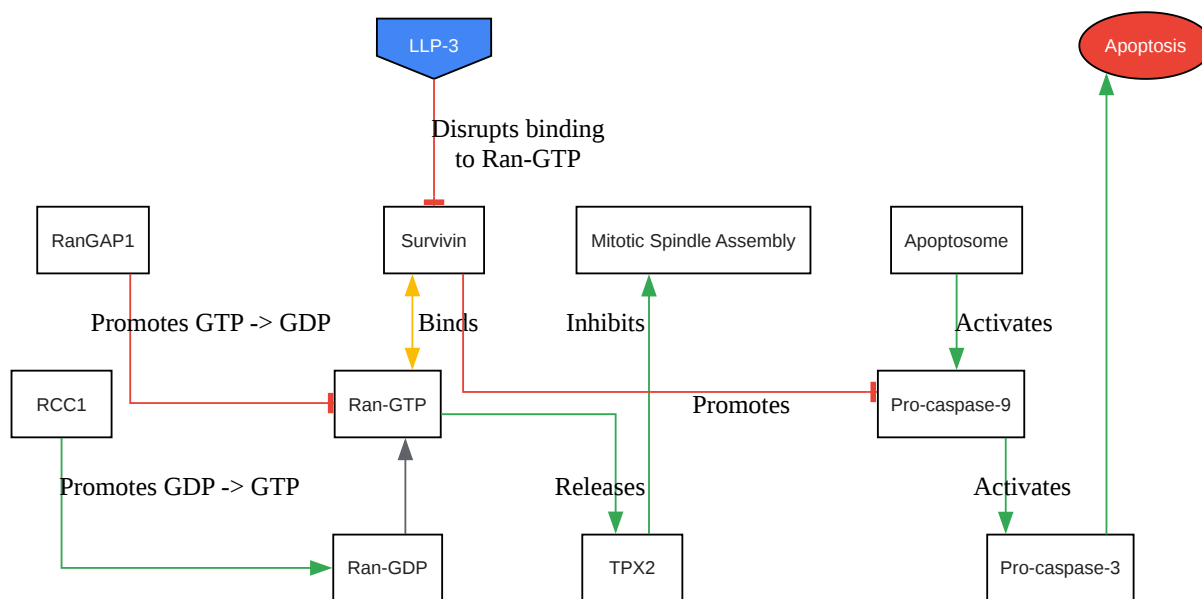 LLP-3
Apoptosis
Disrupts binding
to Ran-GTP
RanGAP1
Survivin
Mitotic Spindle Assembly
Apoptosome
Promotes GTP -> GDP
Binds
Inhibits
Activates
RCC1
Ran-GTP
Promotes
Pro-caspase-9
Promotes GDP -> GTP
Releases
Activates
Ran-GDP
TPX2
Pro-caspase-3